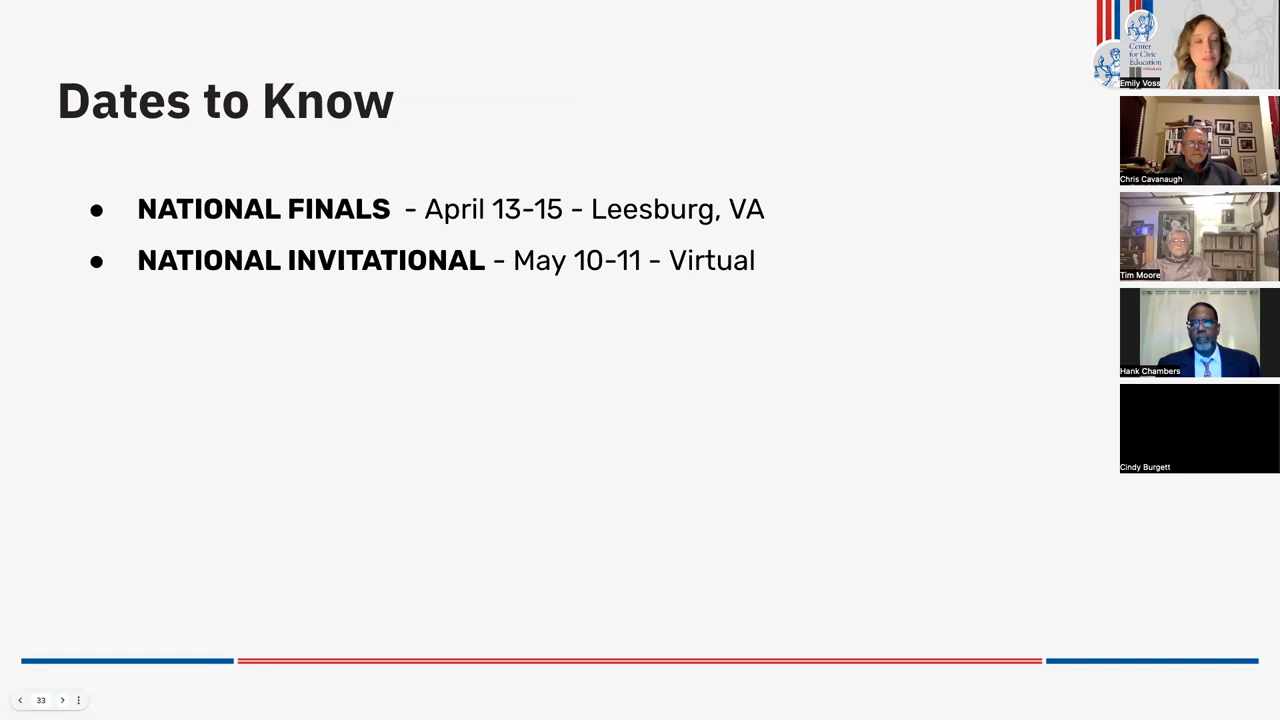 Dates to Know
● NATIONAL FINALS - April 13-15 - Leesburg, VA
● NATIONAL INVITATIONAL - May 10-11 - Virtual
Center
for Civic
Education
Emily Voss
Chris Cavanaugh
Tim Moore
Hank Chambers
Cindy Burgett
33